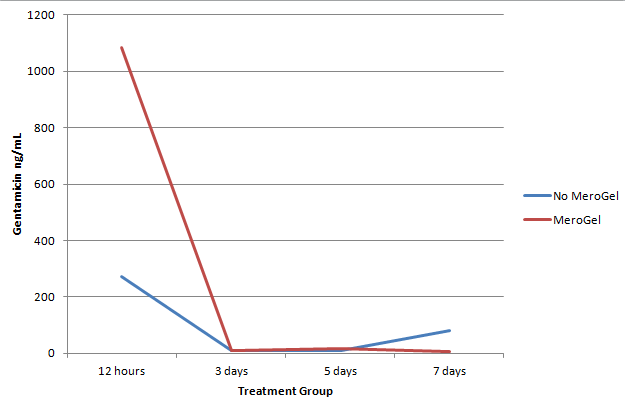 1200
1000
800
600
400
200
0
Gentamicin ng/mL
12 hours 3 days 5 days 7 days
Treatment Group
No MeroGel
MeroGel